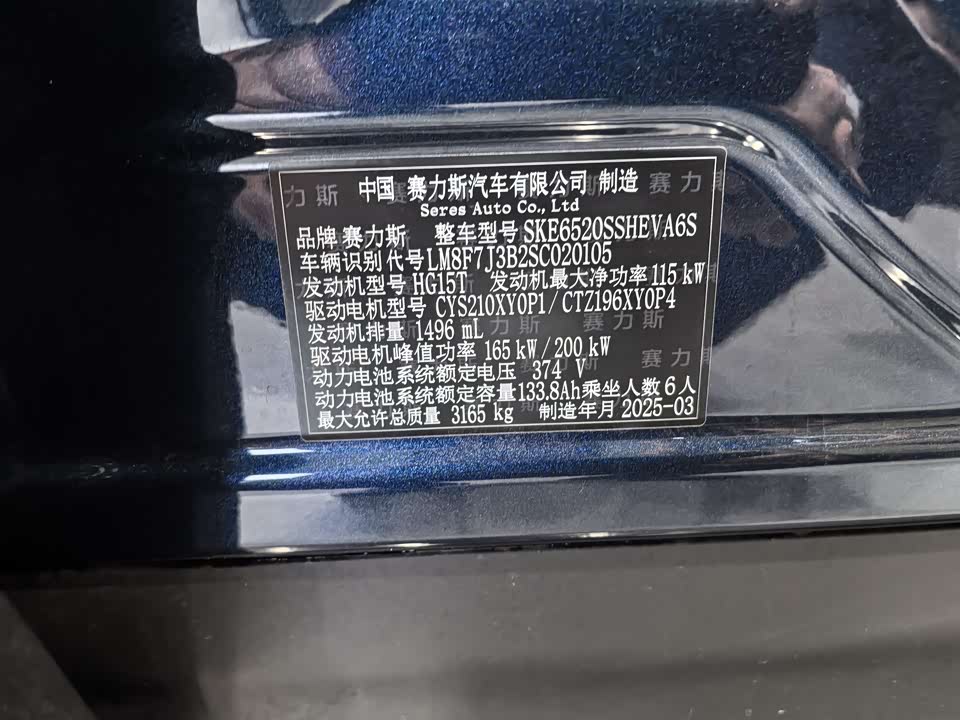 中国 赛力斯汽车有限公司 制造
Seres Auto Co., Ltd
品牌 赛力斯 整车型号 SKE6520SSHEVA6S
车辆识别代号 LM8F7J3B2SC020105
发动机型号 HG15T 发动机最大净功率 115 kW
驱动电机型号 CYS210XY0P1 / CTZ196XY0P4
发动机排量 1496 mL
驱动电机峰值功率 165 kW / 200 kW
动力电池系统额定电压 374 V
动力电池系统额定容量 133.8Ah 乘坐人数 6 人
最大允许总质量 3165 kg 制造年月 2025-03